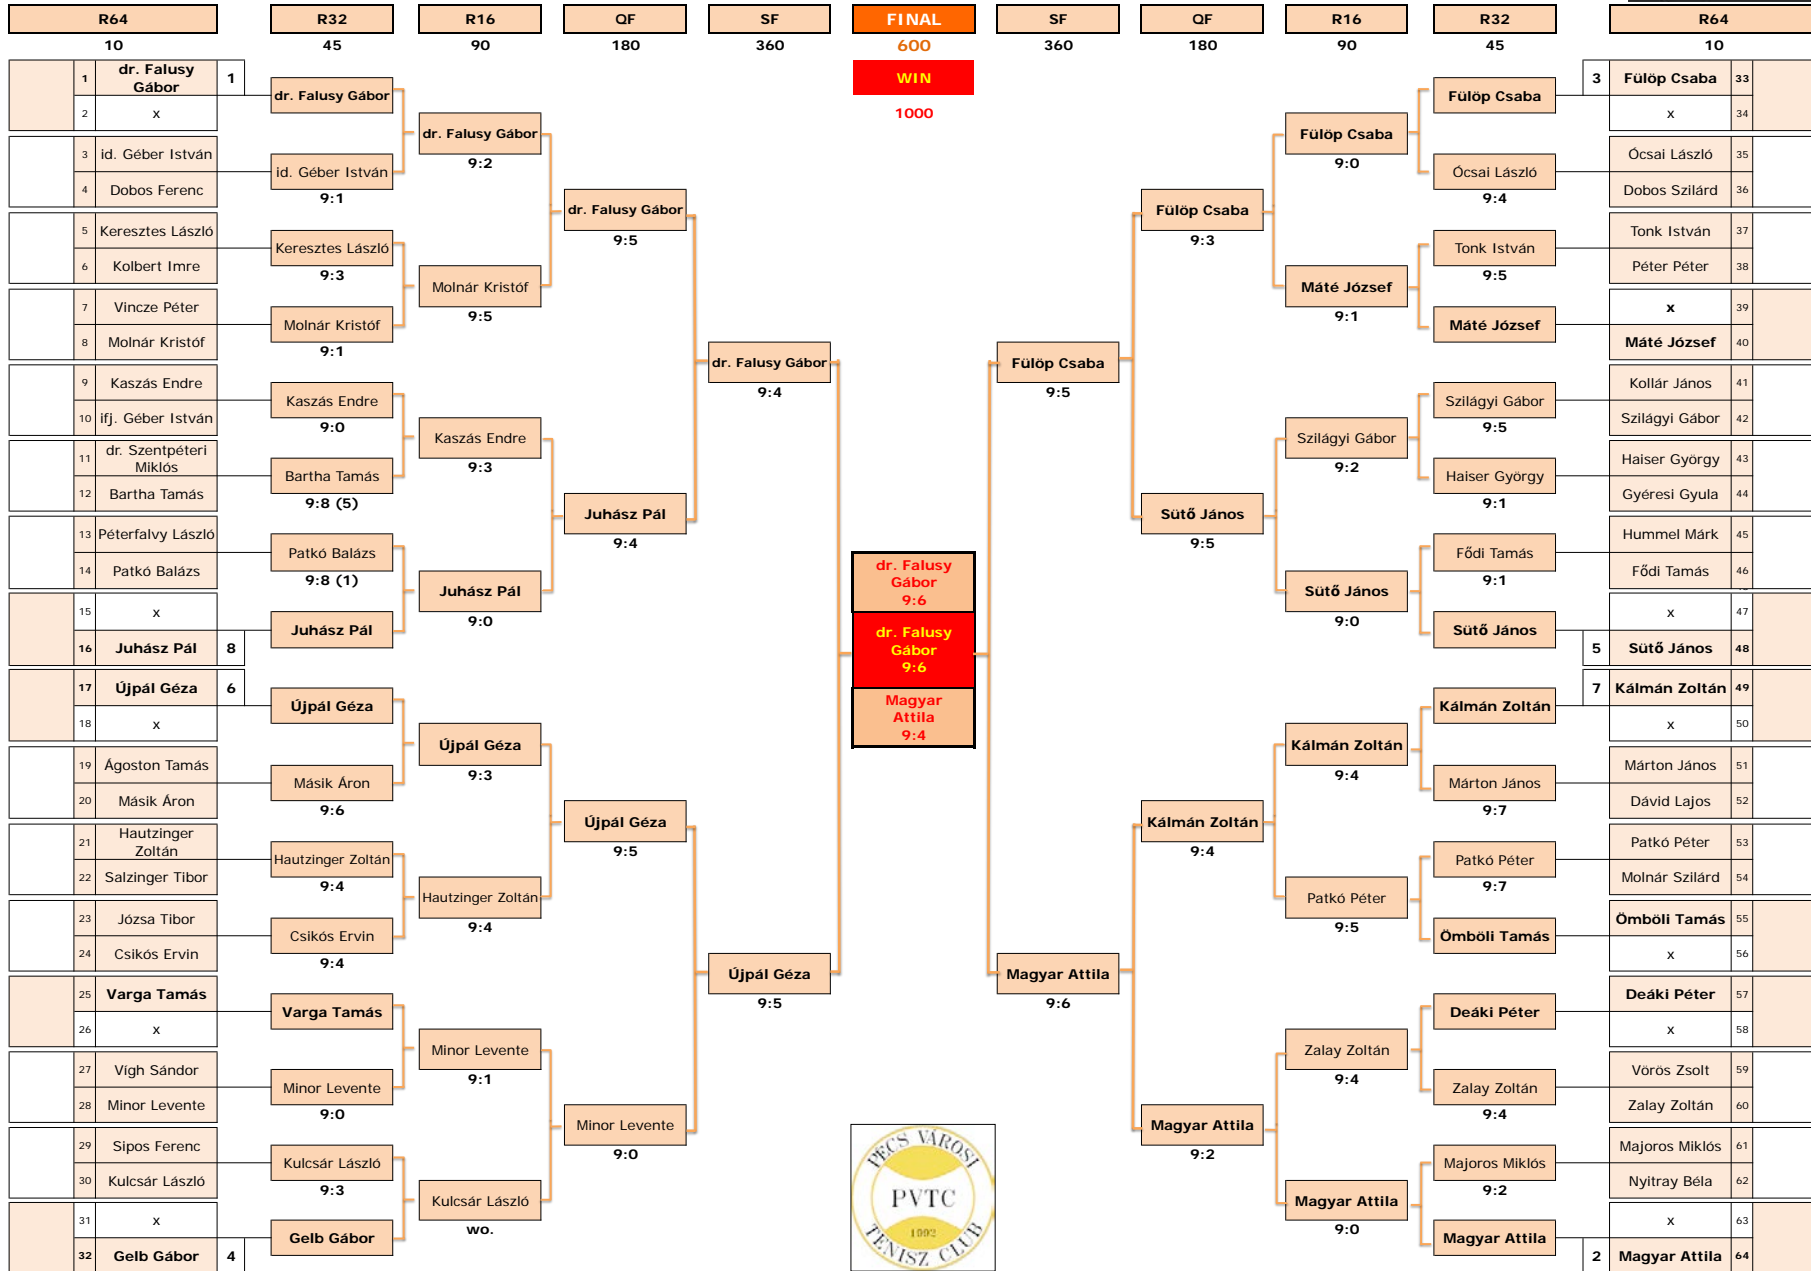 R64 R32 R16 QF SF FINAL SF QF R16 R32 R64
10 45 90 180 360 600 360 180 90 45 10
WIN
1000
1 dr. Falusy Gábor 1
2 x
3 id. Géber István
4 Dobos Ferenc
5 Keresztes László
6 Kolbert Imre
7 Vincze Péter
8 Molnár Kristóf
9 Kaszás Endre
10 ifj. Géber István
11 dr. Szentpéteri Miklós
12 Bartha Tamás
13 Péterfalvy László
14 Patkó Balázs
15 x
16 Juhász Pál 8
17 Újpál Géza 6
18 x
19 Ágoston Tamás
20 Másik Áron
21 Hautzinger Zoltán
22 Salzinger Tibor
23 Józsa Tibor
24 Csikós Ervin
25 Varga Tamás
26 x
27 Vígh Sándor
28 Minor Levente
29 Sipos Ferenc
30 Kulcsár László
31 x
32 Gelb Gábor 4
dr. Falusy Gábor
id. Géber István
9:1
Keresztes László
9:3
Molnár Kristóf
9:1
Kaszás Endre
9:0
Bartha Tamás
9:8 (5)
Patkó Balázs
9:8 (1)
Juhász Pál
Újpál Géza
Másik Áron
9:6
Hautzinger Zoltán
9:4
Csikós Ervin
9:4
Varga Tamás
Minor Levente
9:0
Kulcsár László
9:3
Gelb Gábor
dr. Falusy Gábor
9:2
Molnár Kristóf
9:5
Kaszás Endre
9:3
Juhász Pál
9:0
Újpál Géza
9:3
Hautzinger Zoltán
9:4
Minor Levente
9:1
Kulcsár László
wo.
dr. Falusy Gábor
9:5
Juhász Pál
9:4
Újpál Géza
9:5
Minor Levente
9:0
dr. Falusy Gábor
9:4
Újpál Géza
9:5
dr. Falusy
Gábor
9:6
dr. Falusy
Gábor
9:6
Magyar
Attila
9:4
PÉCS VÁROSI
PVTC
1992
TENISZ CLUB
Fülöp Csaba
9:5
Magyar Attila
9:6
Fülöp Csaba
9:3
Sütő János
9:5
Kálmán Zoltán
9:4
Magyar Attila
9:2
Fülöp Csaba
9:0
Máté József
9:1
Szilágyi Gábor
9:2
Sütő János
9:0
Kálmán Zoltán
9:4
Patkó Péter
9:5
Zalay Zoltán
9:4
Magyar Attila
9:0
Fülöp Csaba
Ócsai László
9:4
Tonk István
9:5
Máté József
Szilágyi Gábor
9:5
Haiser György
9:1
Fődi Tamás
9:1
Sütő János
Kálmán Zoltán
Márton János
9:7
Patkó Péter
9:7
Ömböli Tamás
Deáki Péter
Zalay Zoltán
9:4
Majoros Miklós
9:2
Magyar Attila
3 Fülöp Csaba 33
x 34
Ócsai László 35
Dobos Szilárd 36
Tonk István 37
Péter Péter 38
x 39
Máté József 40
Kollár János 41
Szilágyi Gábor 42
Haiser György 43
Gyéresi Gyula 44
Hummel Márk 45
Fődi Tamás 46
x 47
5 Sütő János 48
7 Kálmán Zoltán 49
x 50
Márton János 51
Dávid Lajos 52
Patkó Péter 53
Molnár Szilárd 54
Ömböli Tamás 55
x 56
Deáki Péter 57
x 58
Vörös Zsolt 59
Zalay Zoltán 60
Majoros Miklós 61
Nyitray Béla 62
x 63
2 Magyar Attila 64